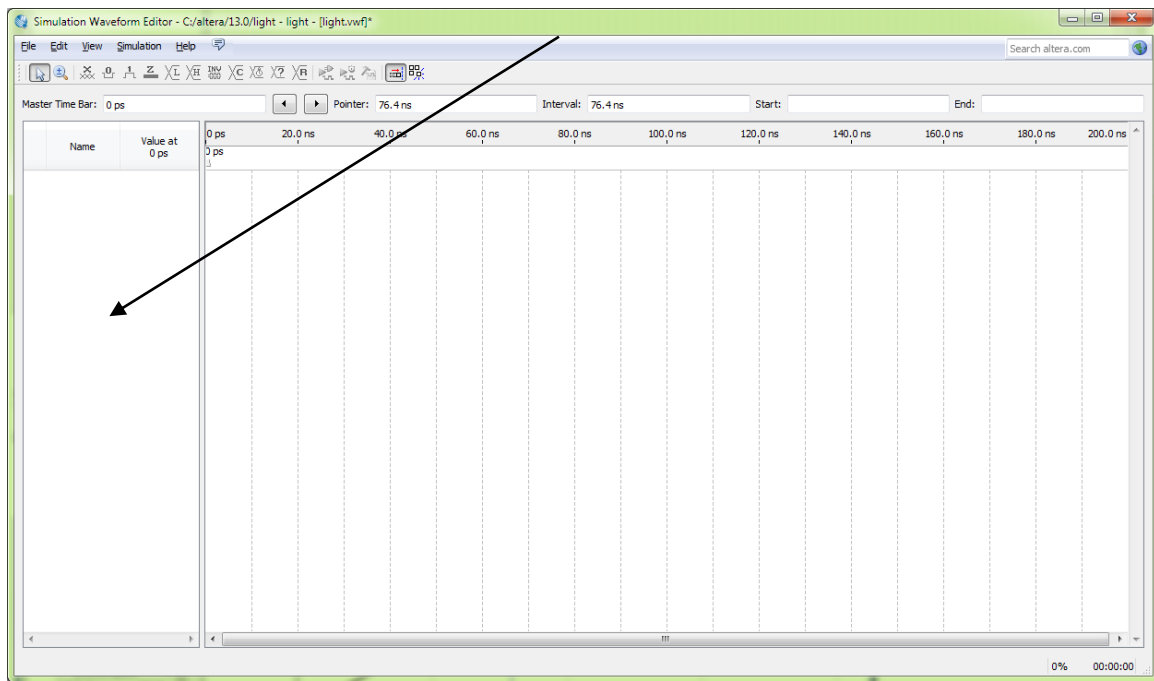 Simulation Waveform Editor - C:/altera/13.0/light - light - [light.vwf]*
File Edit View Simulation Help
Search altera.com
Master Time Bar: 0 ps Pointer: 76.4 ns Interval: 76.4 ns Start: End:
Name Value at 0 ps
0 ps 20.0 ns 40.0 ns 60.0 ns 80.0 ns 100.0 ns 120.0 ns 140.0 ns 160.0 ns 180.0 ns 200.0 ns
0 ps
0% 00:00:00